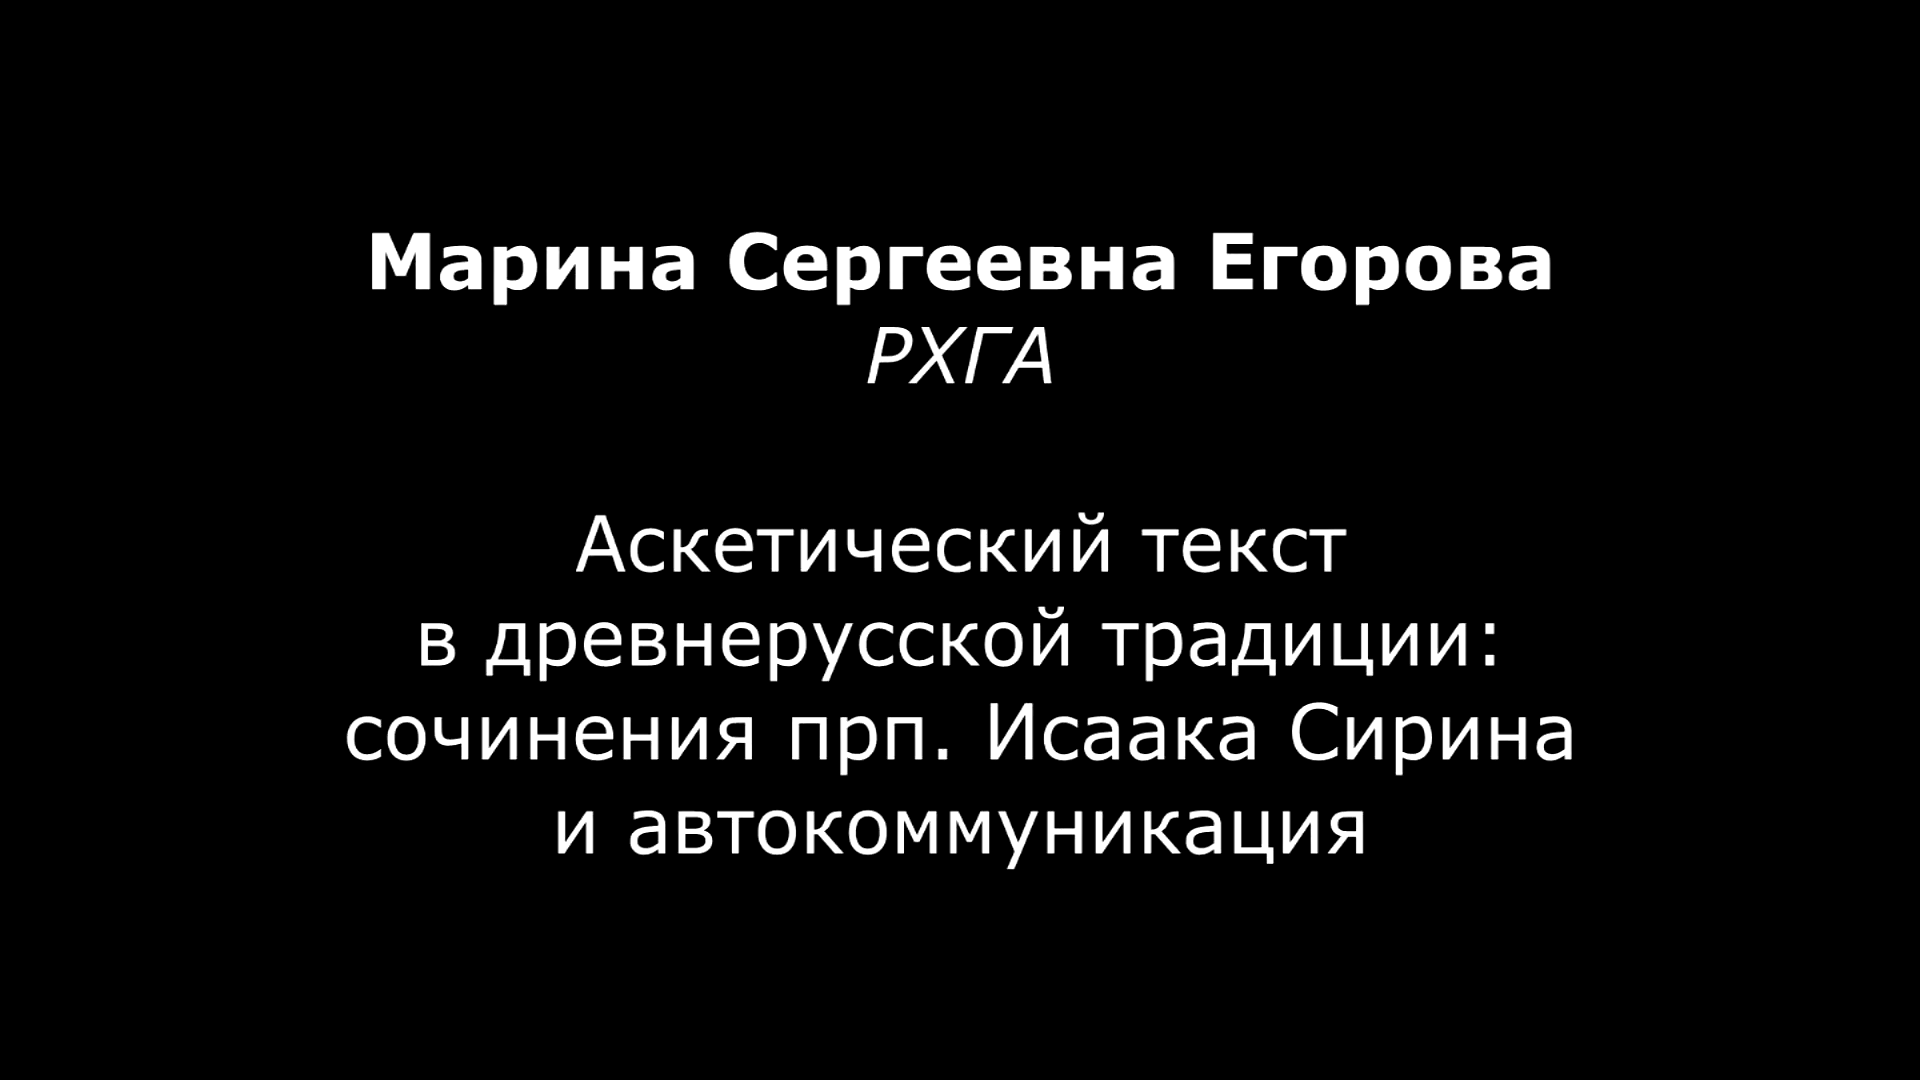 Марина Сергеевна Егорова
РХГА
Аскетический текст
в древнерусской традиции:
сочинения прп. Исаака Сирина
и автокоммуникация